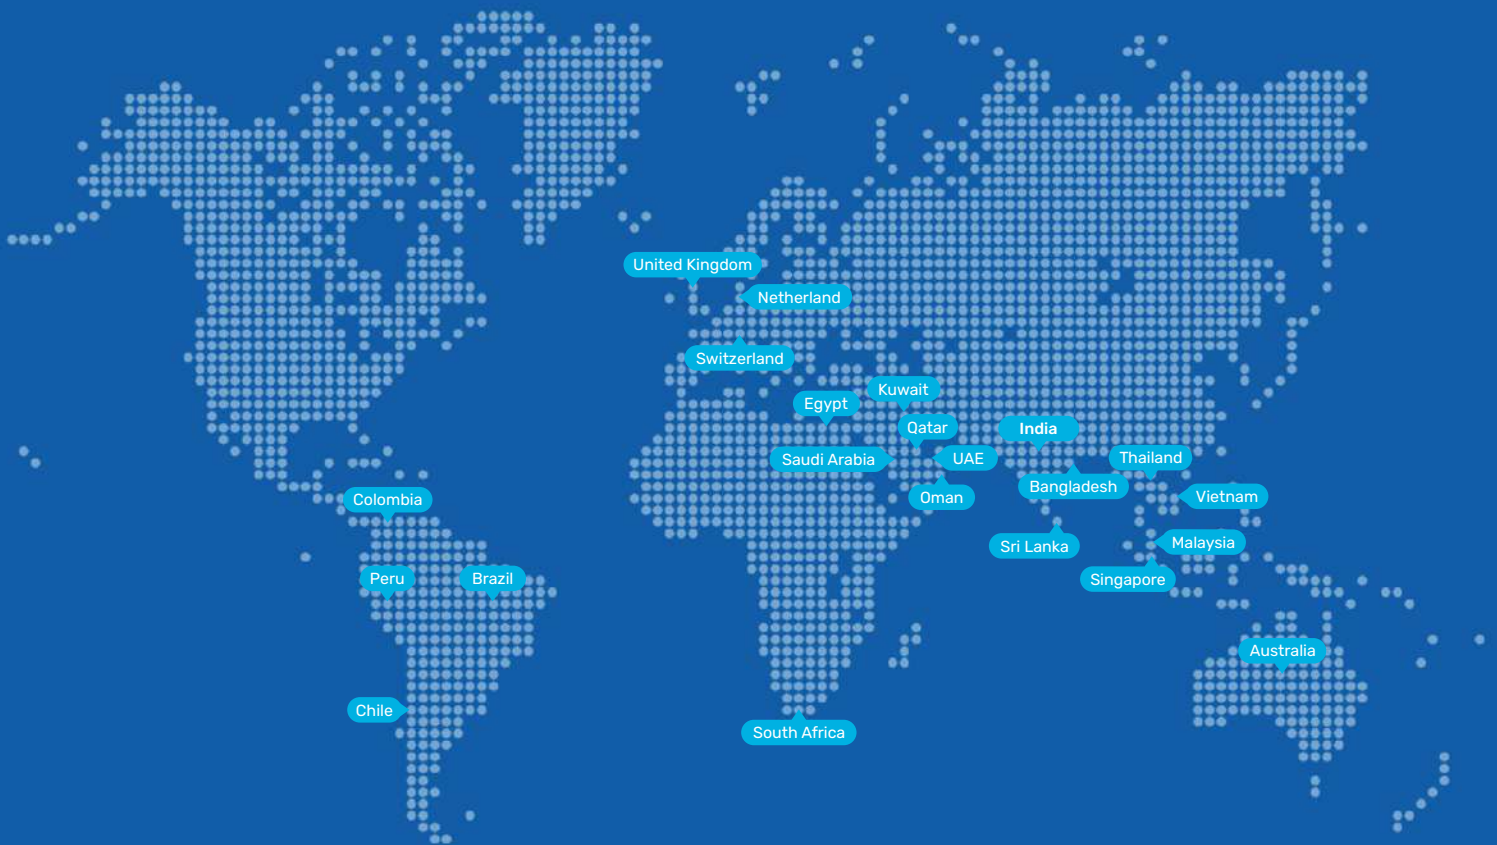 United Kingdom
Netherland
Switzerland
Kuwait
Egypt
Qatar
India
Saudi Arabia
UAE
Thailand
Bangladesh
Oman
Vietnam
Colombia
Sri Lanka
Malaysia
Peru
Brazil
Singapore
Australia
Chile
South Africa